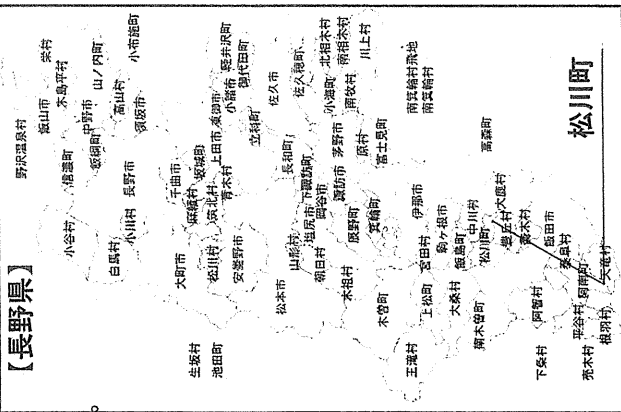 【長野県】
野沢温泉村
栄村
飯山市
木島平村
山ノ内町
中野市
信濃町
飯綱町
高山村
小布施町
須坂市
小谷村
白馬村
小川村
長野市
千曲市
坂城町
麻績村
大町市
筑北村
上田市
東御市
軽井沢町
小諸市
御代田町
青木村
立科町
生坂村
池田町
松川村
安曇野市
佐久市
長和町
佐久穂町
松本市
山形村
下諏訪町
塩尻市
岡谷市
朝日村
小海町
北相木村
南相木村
諏訪市
茅野市
南牧村
川上村
木祖村
辰野町
原村
富士見町
箕輪町
木曽町
南箕輪村飛地
南箕輪村
伊那市
王滝村
上松町
宮田村
駒ヶ根市
大桑村
飯島町
中川村
松川町
高森町
南木曽町
大鹿村
豊丘村
喬木村
飯田市
阿智村
泰阜村
下条村
平谷村
阿南町
天竜村
売木村
根羽村
松川町